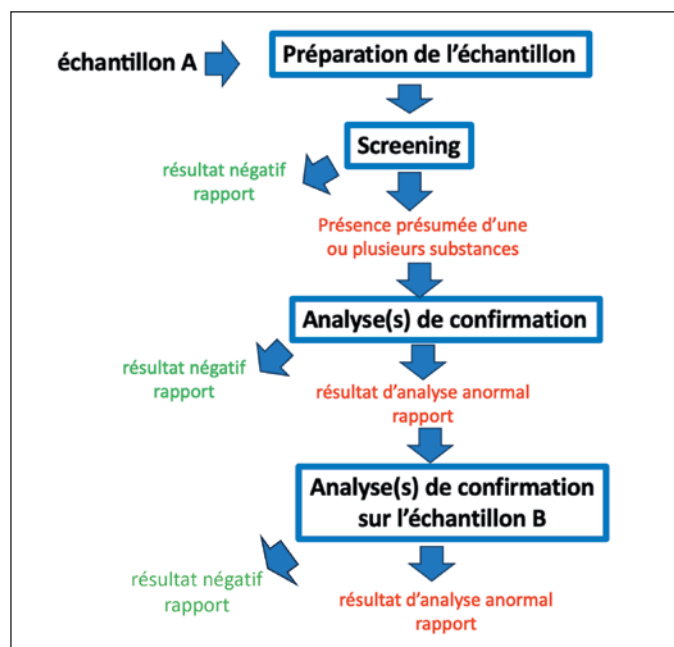 échantillon A
Préparation de l'échantillon
Screening
résultat négatif
rapport
Présence présumée d'une
ou plusieurs substances
Analyse(s) de confirmation
résultat négatif
rapport
résultat d'analyse anormal
rapport
Analyse(s) de confirmation
sur l'échantillon B
résultat négatif
rapport
résultat d'analyse anormal
rapport